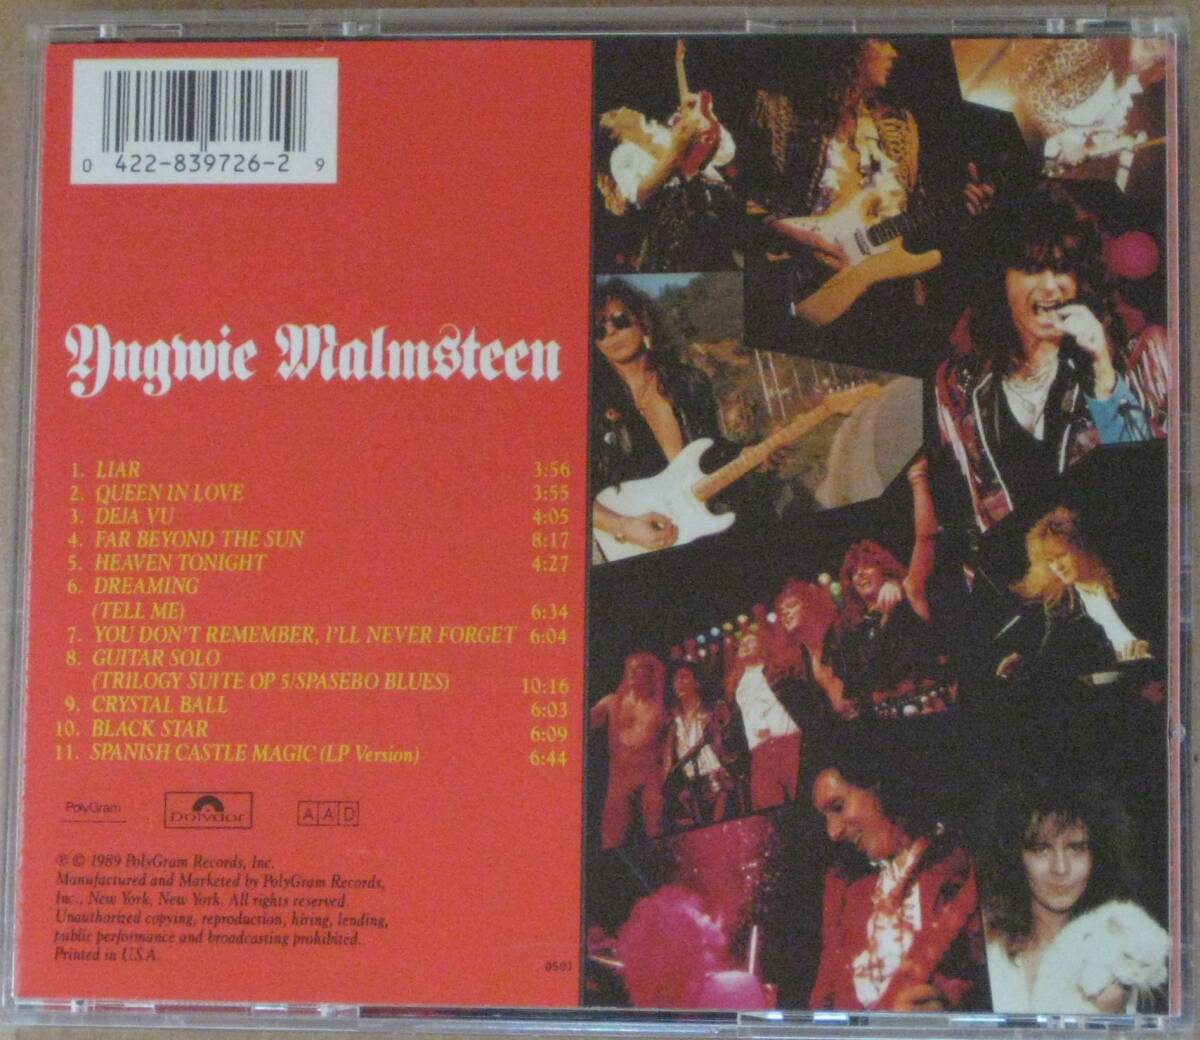 0 422-839726-2 9
Yngwie Malmsteen
1. LIAR 3:56
2. QUEEN IN LOVE 3:55
3. DEJA VU 4:05
4. FAR BEYOND THE SUN 8:17
5. HEAVEN TONIGHT 4:27
6. DREAMING
(TELL ME) 6:34
7. YOU DON'T REMEMBER, I'LL NEVER FORGET 6:04
8. GUITAR SOLO
(TRILOGY SUITE OP 5/SPASEBO BLUES) 10:16
9. CRYSTAL BALL 6:03
10. BLACK STAR 6:09
11. SPANISH CASTLE MAGIC (LP Version) 6:44
PolyGram
Polydor
AAD
℗ © 1989 PolyGram Records, Inc.
Manufactured and Marketed by PolyGram Records,
Inc., New York, New York. All rights reserved.
Unauthorized copying, reproduction, hiring, lending,
public performance and broadcasting prohibited.
Printed in U.S.A.